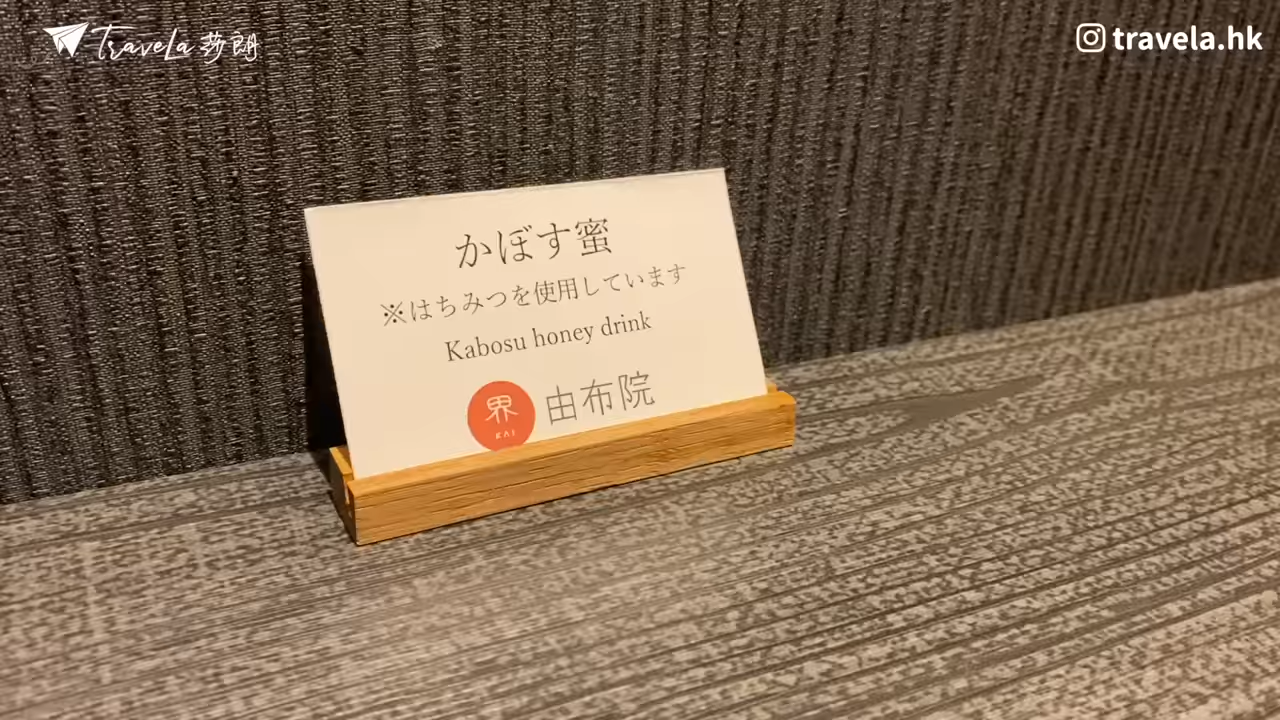 Travela 莎朗
travela.hk
かぼす蜜
※はちみつを使用しています
Kabosu honey drink
界
KAI
由布院